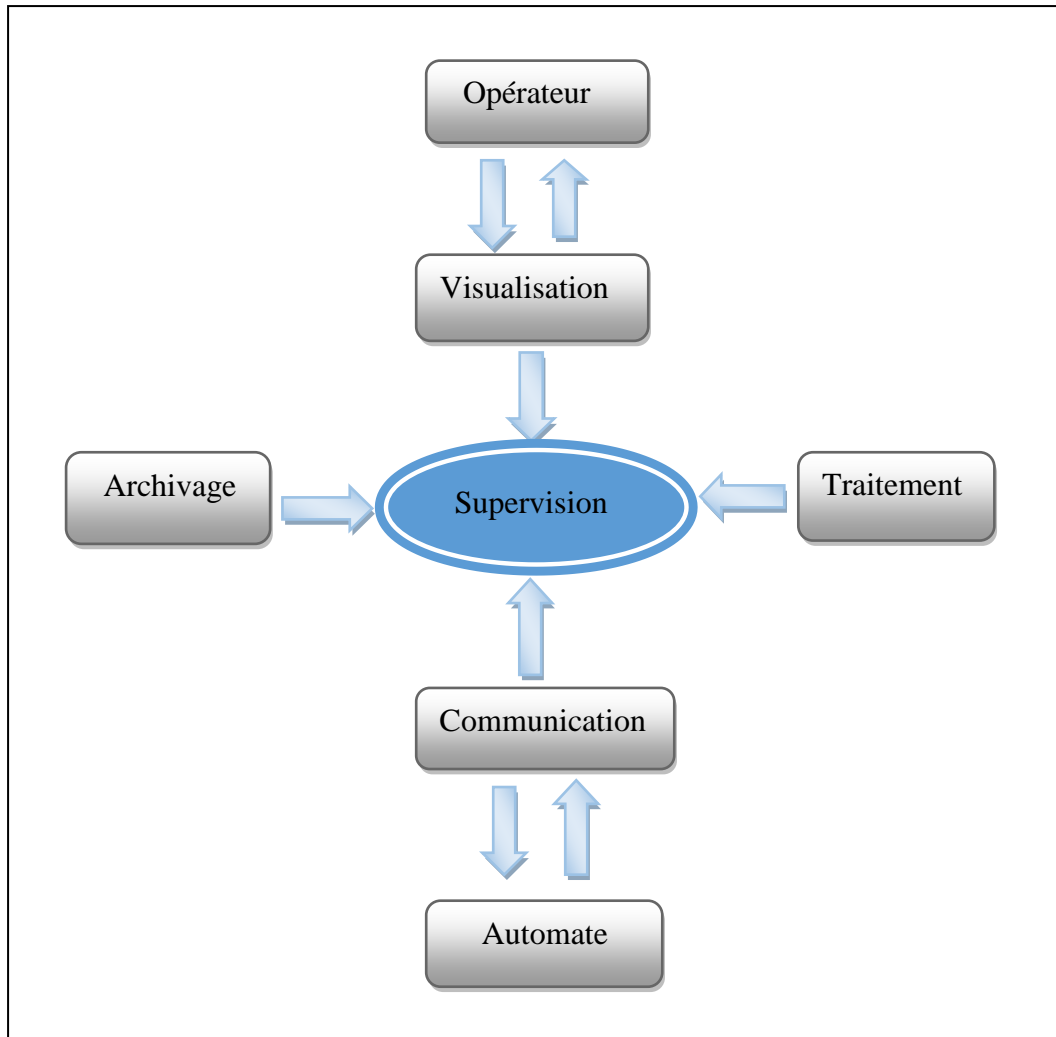 Opérateur
Visualisation
Archivage
Supervision
Traitement
Communication
Automate